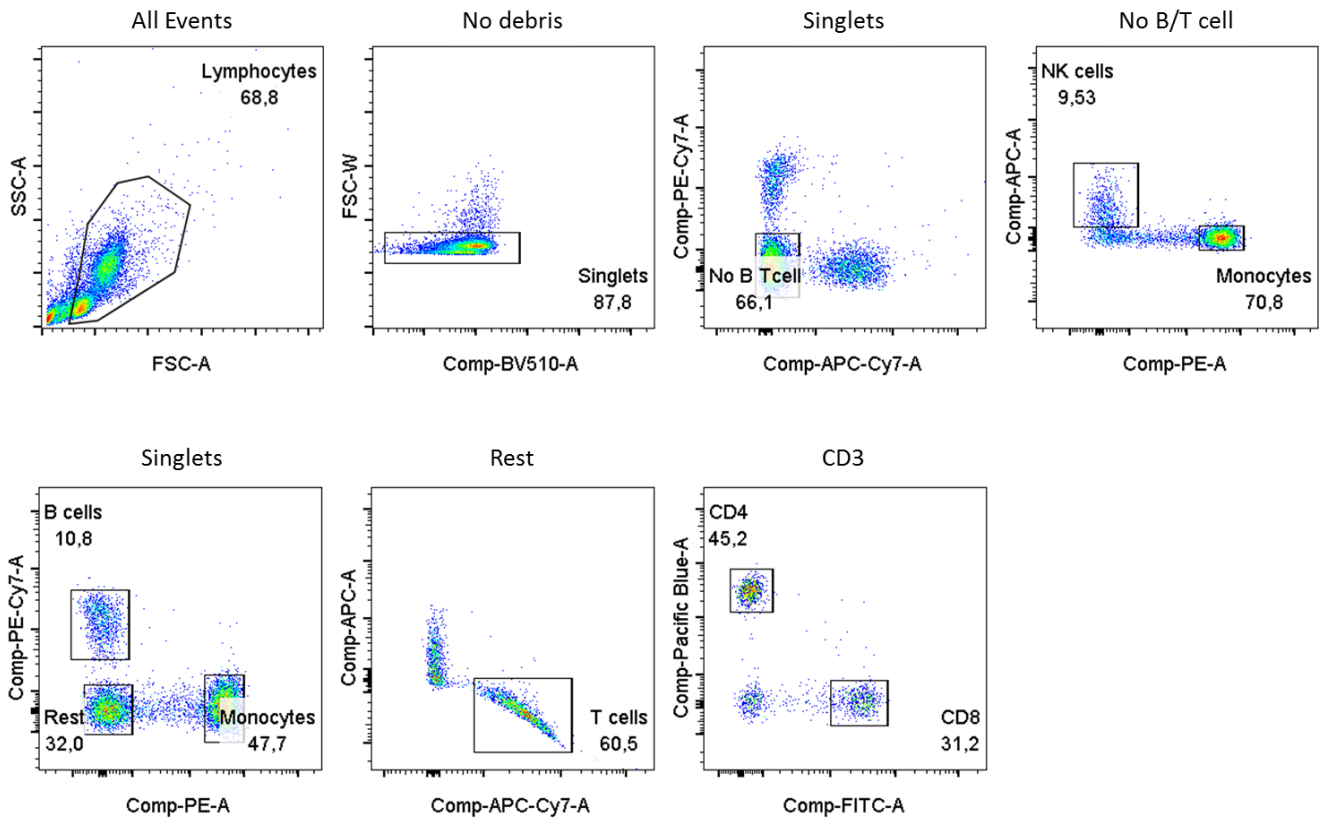 All Events
No debris
Singlets
No B/T cell
Lymphocytes
68,8
SSC-A
FSC-A
FSC-W
Singlets
87,8
Comp-BV510-A
Comp-PE-Cy7-A
No B Tcell
66,1
Comp-APC-Cy7-A
NK cells
9,53
Comp-APC-A
Monocytes
70,8
Comp-PE-A
Singlets
Rest
CD3
B cells
10,8
Comp-PE-Cy7-A
Rest
32,0
Monocytes
47,7
Comp-PE-A
Comp-APC-A
T cells
60,5
Comp-APC-Cy7-A
CD4
45,2
Comp-Pacific Blue-A
CD8
31,2
Comp-FITC-A